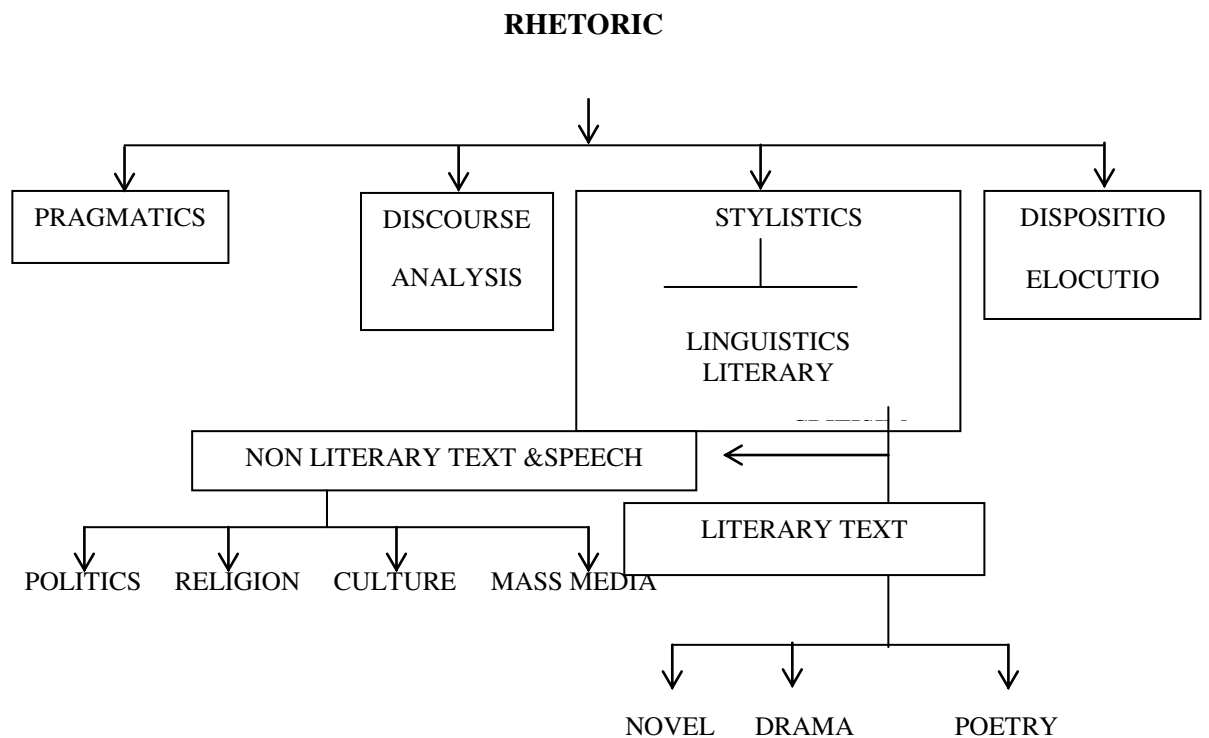 RHETORIC
PRAGMATICS
DISCOURSE
ANALYSIS
STYLISTICS
LINGUISTICS
LITERARY
DISPOSITIO
ELOCUTIO
NON LITERARY TEXT &SPEECH
LITERARY TEXT
POLITICS
RELIGION
CULTURE
MASS MEDIA
NOVEL
DRAMA
POETRY